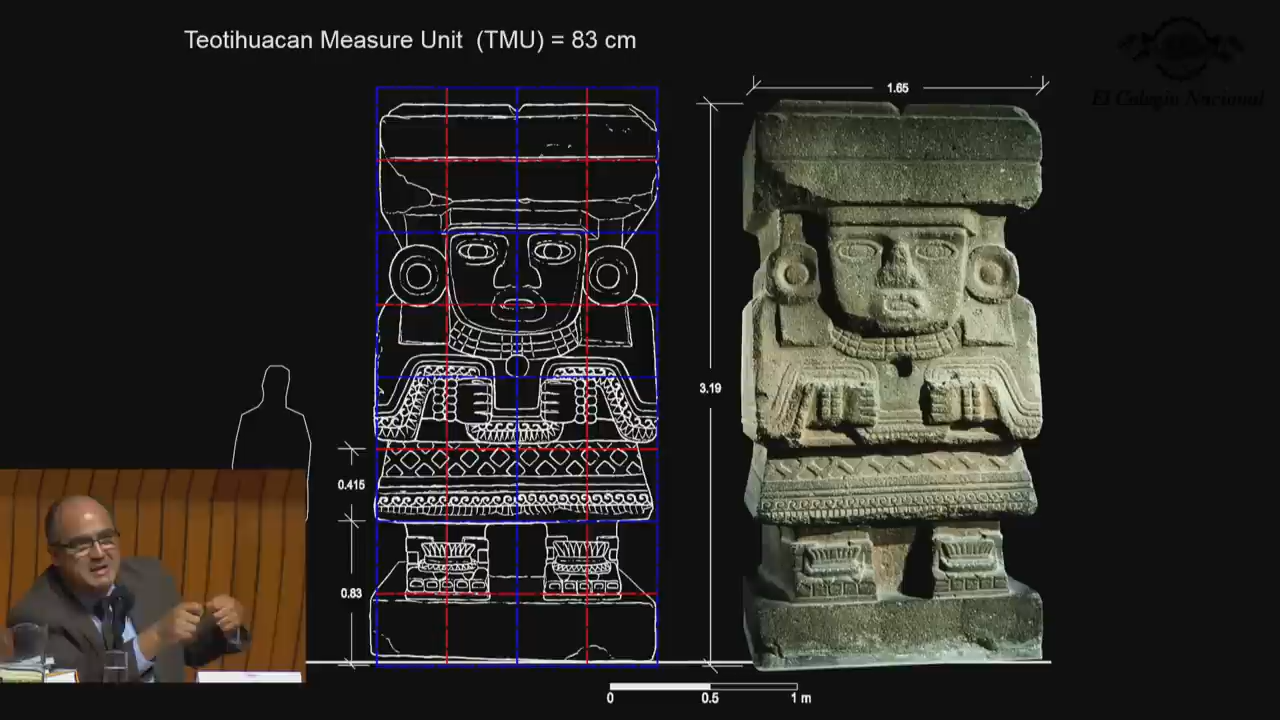 Teotihuacan Measure Unit (TMU) = 83 cm
El Colegio Nacional
1.65
3.19
0.415
0.83
0 0.5 1 m